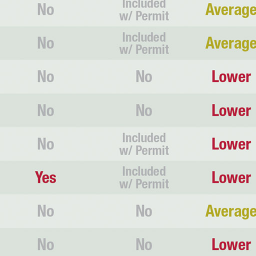 No Included w/ Permit Average
No Included w/ Permit Average
No No Lower
No No Lower
No Included w/ Permit Lower
Yes Included w/ Permit Lower
No No Average
No No Lower